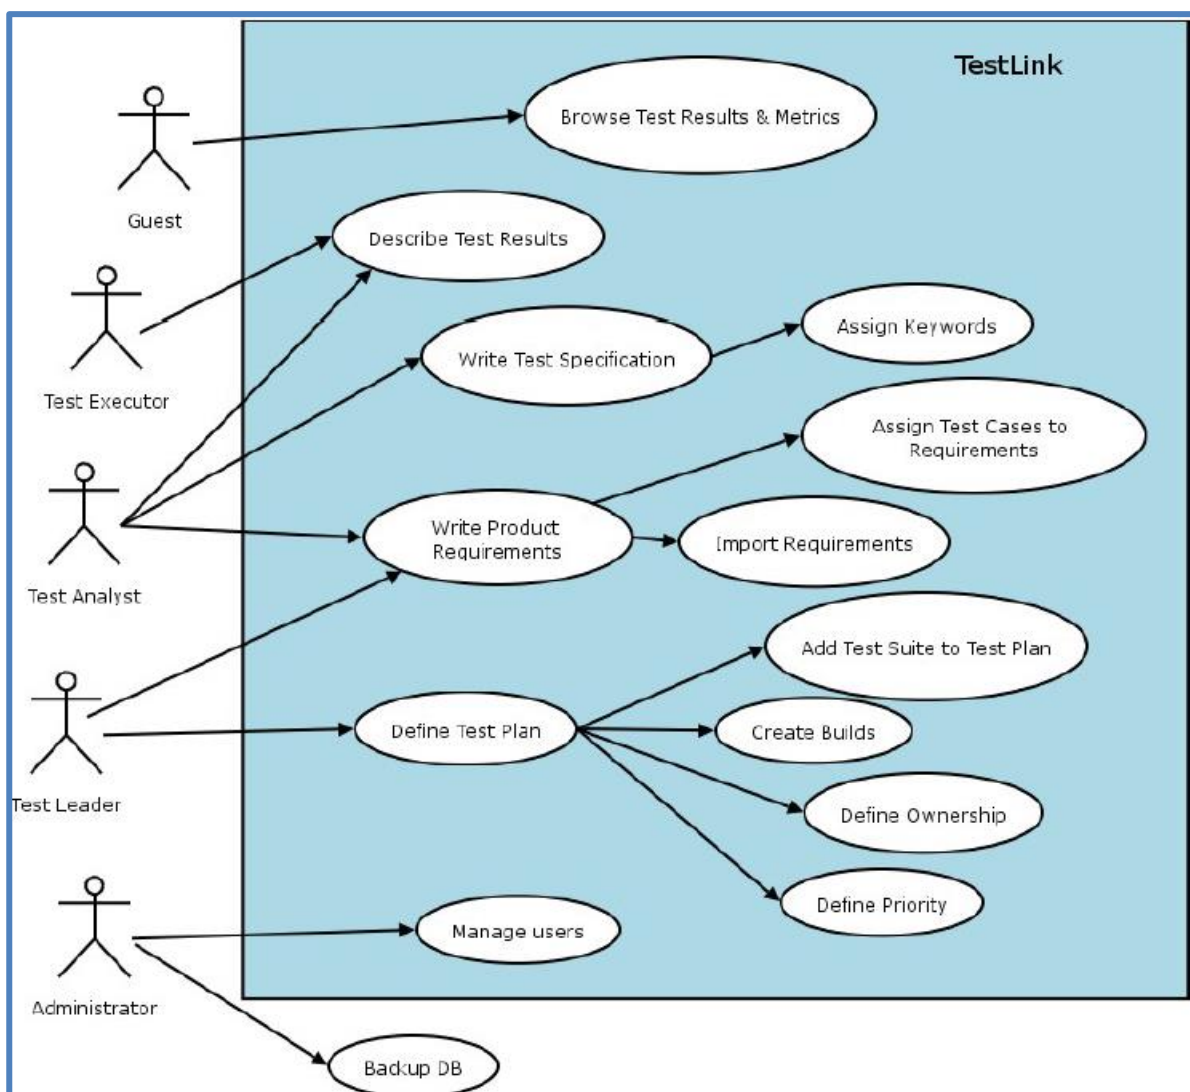 TestLink
Browse Test Results & Metrics
Guest
Describe Test Results
Assign Keywords
Write Test Specification
Test Executor
Assign Test Cases to
Requirements
Write Product
Requirements
Import Requirements
Test Analyst
Add Test Suite to Test Plan
Define Test Plan
Create Builds
Test Leader
Define Ownership
Define Priority
Manage users
Administrator
Backup DB